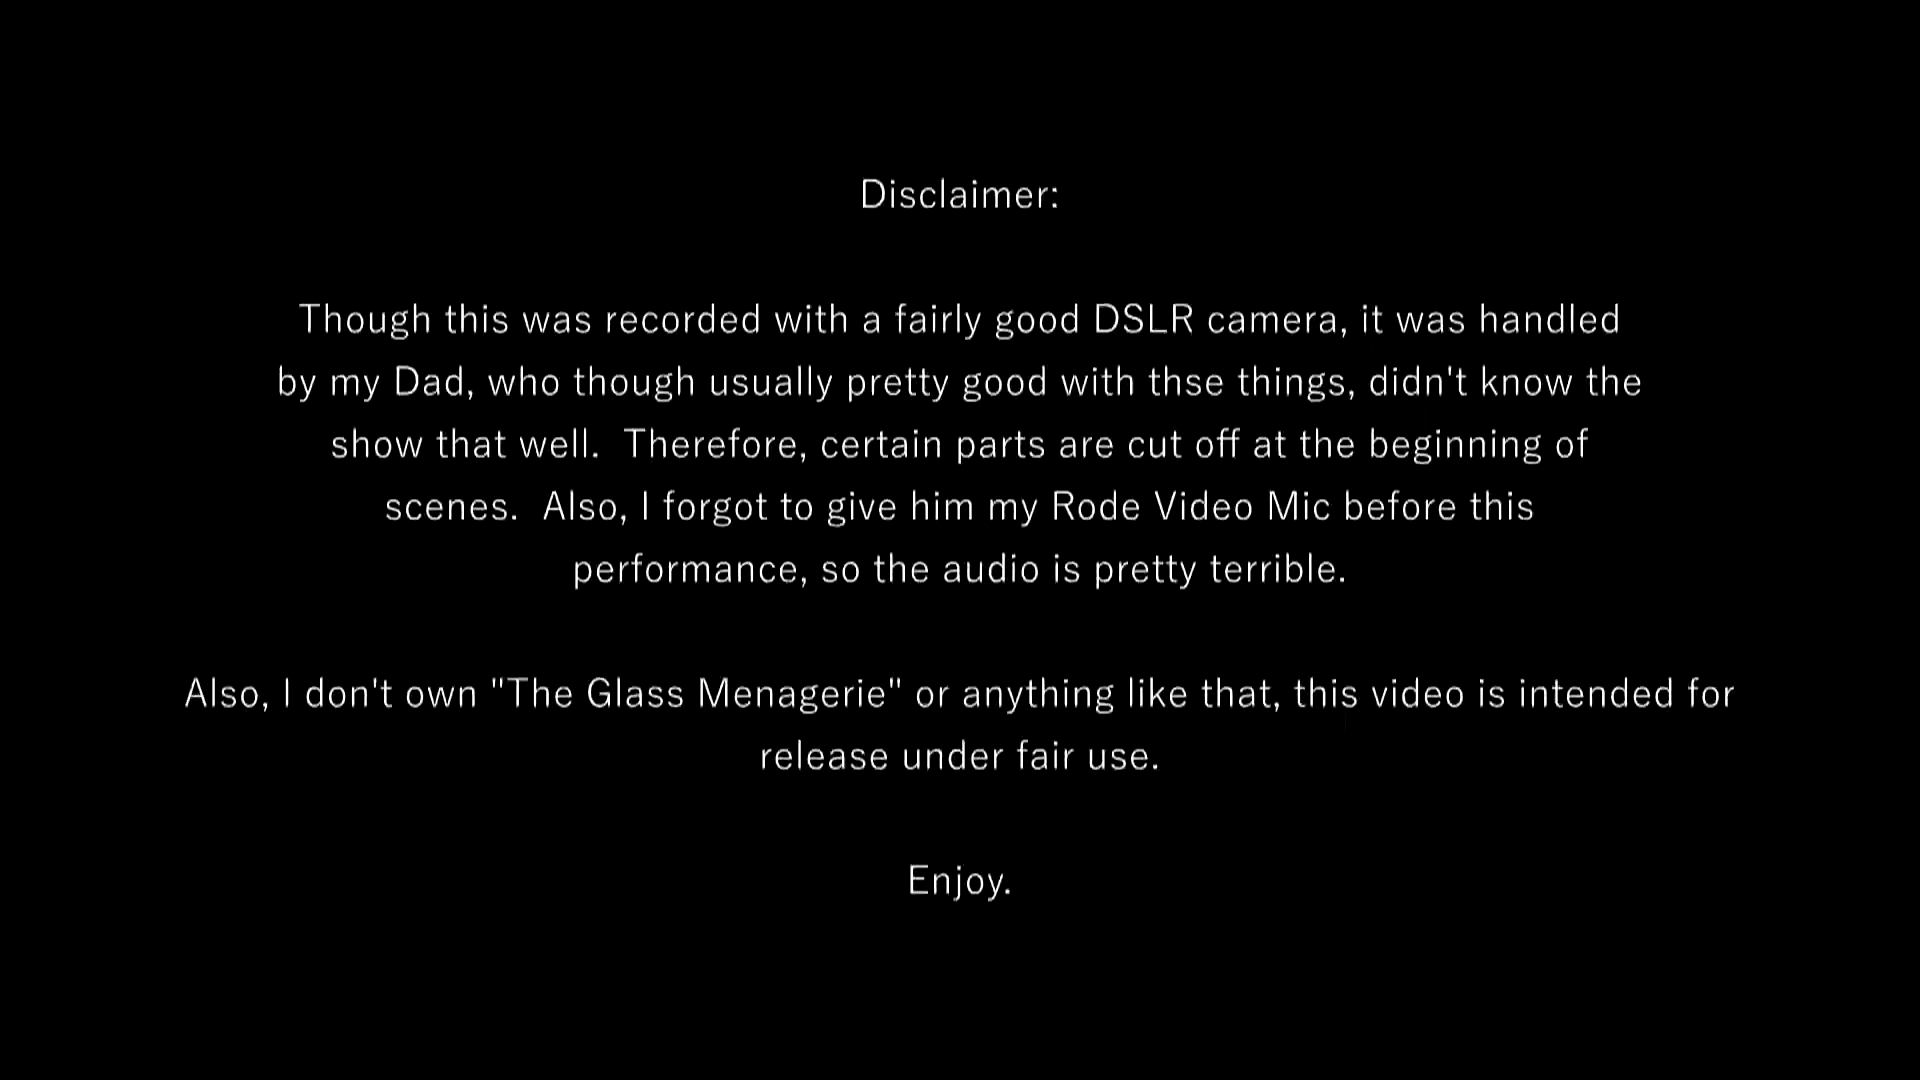 Disclaimer:
Though this was recorded with a fairly good DSLR camera, it was handled
by my Dad, who though usually pretty good with thse things, didn't know the
show that well.  Therefore, certain parts are cut off at the beginning of
scenes.  Also, I forgot to give him my Rode Video Mic before this
performance, so the audio is pretty terrible.
Also, I don't own "The Glass Menagerie" or anything like that, this video is intended for
release under fair use.
Enjoy.